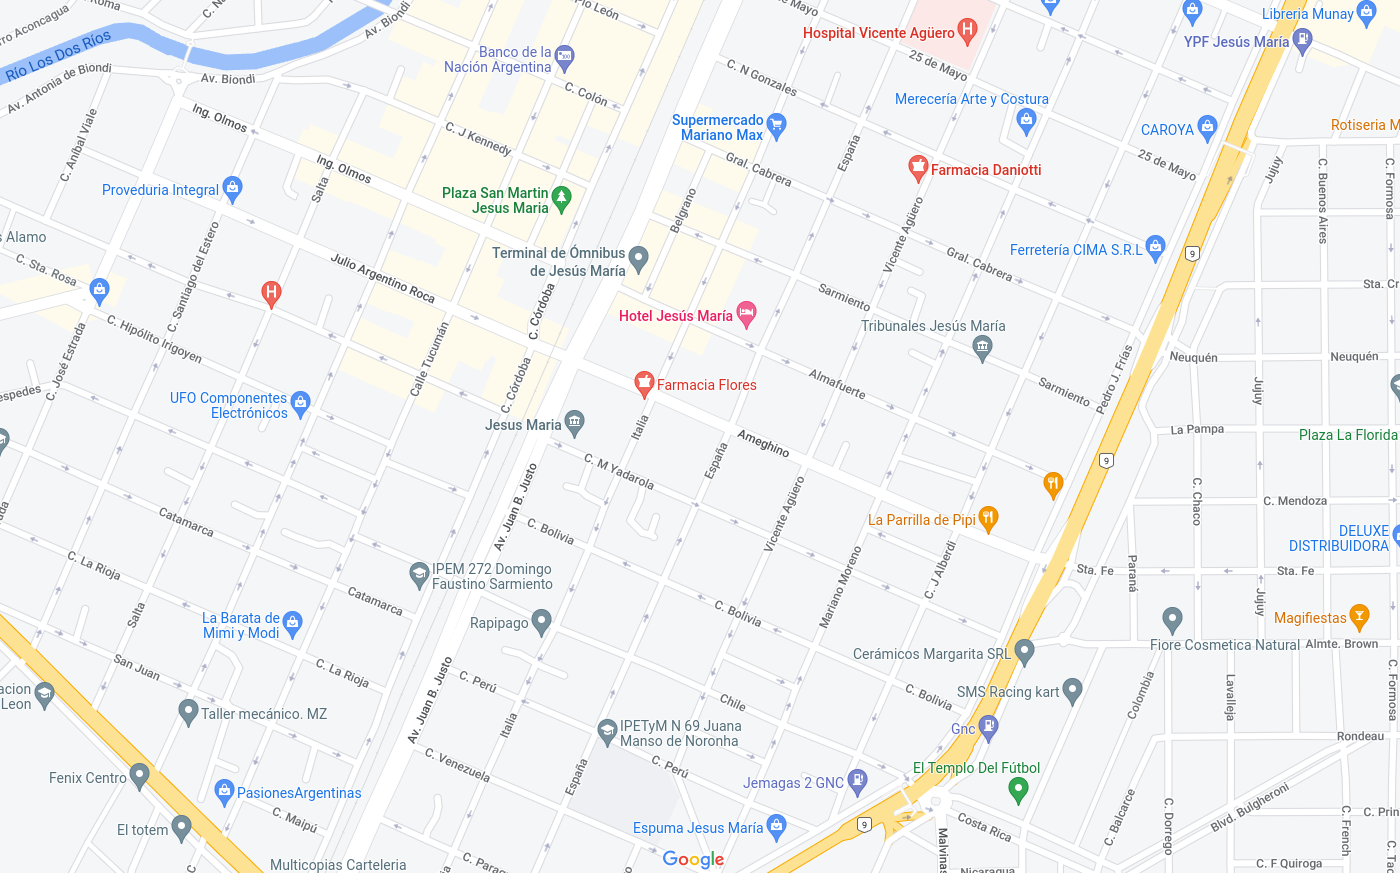 Roma
Aconcagua
Av. Biondi
Río Los Dos Ríos
Av. Antonia de Biondi
Av. Biondi
Banco de la
Nación Argentina
C. Colón
25 de Mayo
Hospital Vicente Agüero
25 de Mayo
Libreria Munay
YPF Jesús María
C. N Gonzales
Merecería Arte y Costura
CAROYA
Rotiseria M
Supermercado
Mariano Max
Ing. Olmos
Ing. Olmos
C. J Kennedy
C. Aníbal Viale
España
Gral. Cabrera
Farmacia Daniotti
25 de Mayo
Jujuy
C. Buenos Aires
C. Formosa
Proveduria Integral
Salta
Plaza San Martin
Jesus Maria
Belgrano
Vicente Agüero
s Alamo
C. Sta. Rosa
C. Santiago del Estero
Julio Argentino Roca
Terminal de Ómnibus
de Jesús María
Gral. Cabrera
Ferretería CIMA S.R.L
9
Sta. Cr
H
C. Córdoba
Sarmiento
Hotel Jesús María
Tribunales Jesús María
C. Hipólito Irigoyen
C. José Estrada
Calle Tucumán
C. Córdoba
Almafuerte
Sarmiento
Pedro J. Frías
Neuquén
Neuquén
Jujuy
espedes
UFO Componentes
Electrónicos
Farmacia Flores
Jesus Maria
Italia
España
Ameghino
La Pampa
Plaza La Florida
9
C. M Yadarola
Av. Juan B. Justo
Vicente Agüero
C. Chaco
C. Mendoza
La Parrilla de Pipi
DELUXE
DISTRIBUIDORA
Catamarca
C. Bolivia
C. La Rioja
Mariano Moreno
C. J Alberdi
Sta. Fe
Sta. Fe
Paraná
Jujuy
IPEM 272 Domingo
Faustino Sarmiento
Catamarca
Salta
La Barata de
Mimi y Modi
Rapipago
C. Bolivia
Magifiestas
Fiore Cosmetica Natural
Almte. Brown
Cerámicos Margarita SRL
San Juan
C. La Rioja
Av. Juan B. Justo
C. Perú
C. Bolivia
SMS Racing kart
Colombia
Lavalleja
C. Formosa
acion
Leon
Taller mecánico. MZ
Italia
Chile
IPETyM N 69 Juana
Manso de Noronha
Gnc
Rondeau
C. Venezuela
C. Perú
El Templo Del Fútbol
Fenix Centro
PasionesArgentinas
España
Jemagas 2 GNC
C. Balcarce
C. Dorrego
Blvd. Bulgheroni
C. French
C. Prin
El totem
C. Maipú
Espuma Jesus María
9
Costa Rica
Malvinas
Multicopias Carteleria
C. Parag
Google
Nicaragua
C. F Quiroga